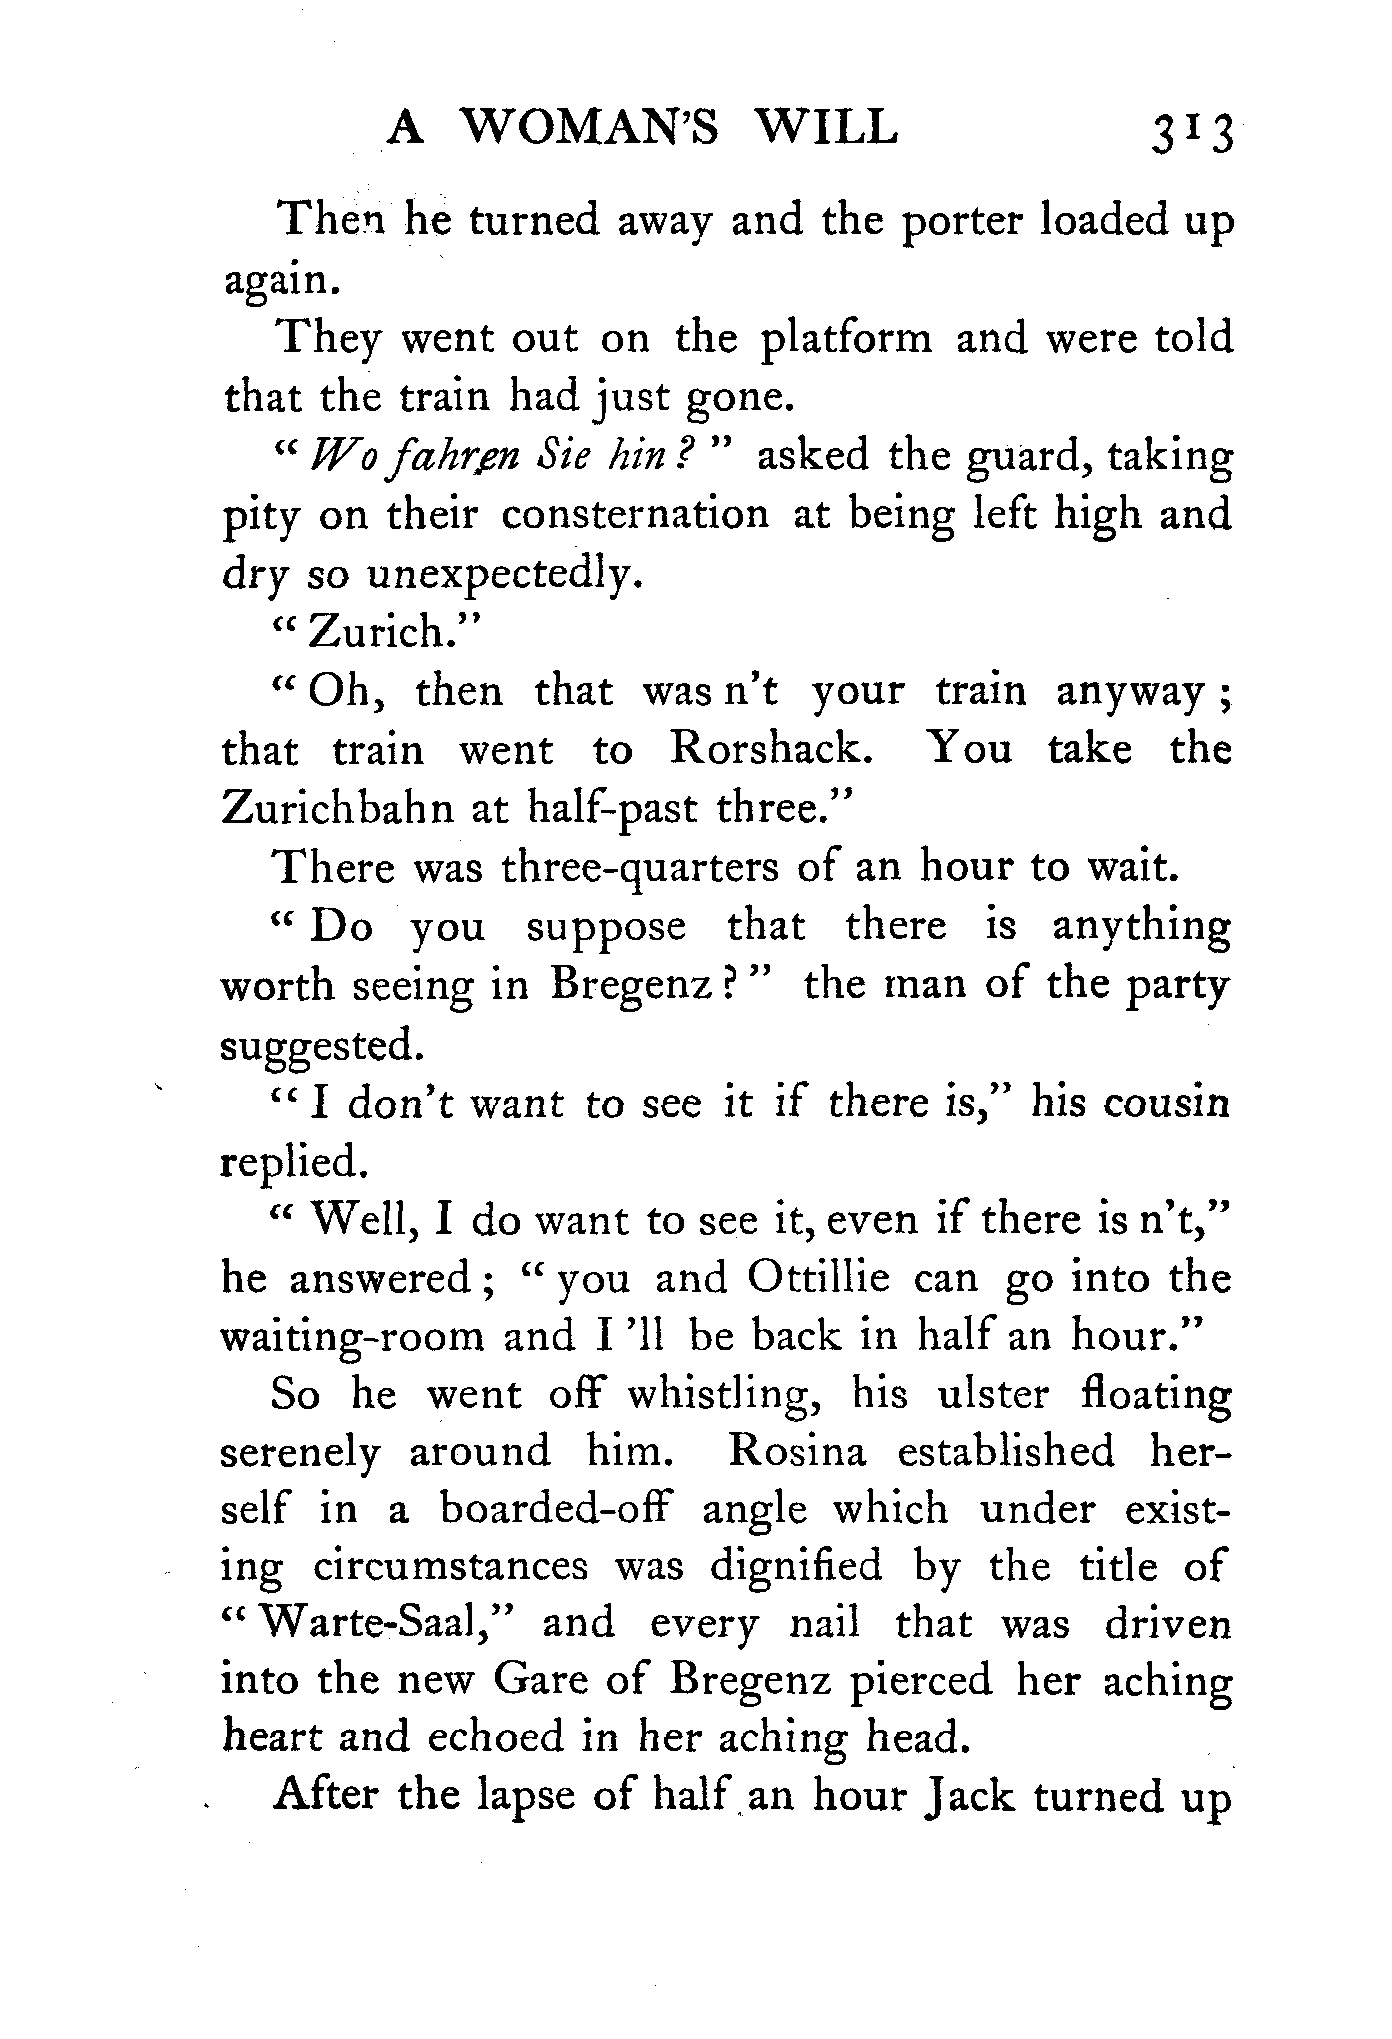 A WOMAN'S WILL 313
Then he turned away and the porter loaded up
again.
They went out on the platform and were told
that the train had just gone.
“ Wo fahren Sie hin ? ” asked the guard, taking
pity on their consternation at being left high and
dry so unexpectedly.
“ Zurich.”
“ Oh, then that was n't your train anyway ;
that train went to Rorshack. You take the
Zurichbahn at half-past three.”
There was three-quarters of an hour to wait.
“ Do you suppose that there is anything
worth seeing in Bregenz ? ” the man of the party
suggested.
“ I don't want to see it if there is,” his cousin
replied.
“ Well, I do want to see it, even if there is n't,”
he answered ; “ you and Ottillie can go into the
waiting-room and I 'll be back in half an hour.”
So he went off whistling, his ulster floating
serenely around him. Rosina established her-
self in a boarded-off angle which under exist-
ing circumstances was dignified by the title of
“ Warte-Saal,” and every nail that was driven
into the new Gare of Bregenz pierced her aching
heart and echoed in her aching head.
After the lapse of half an hour Jack turned up